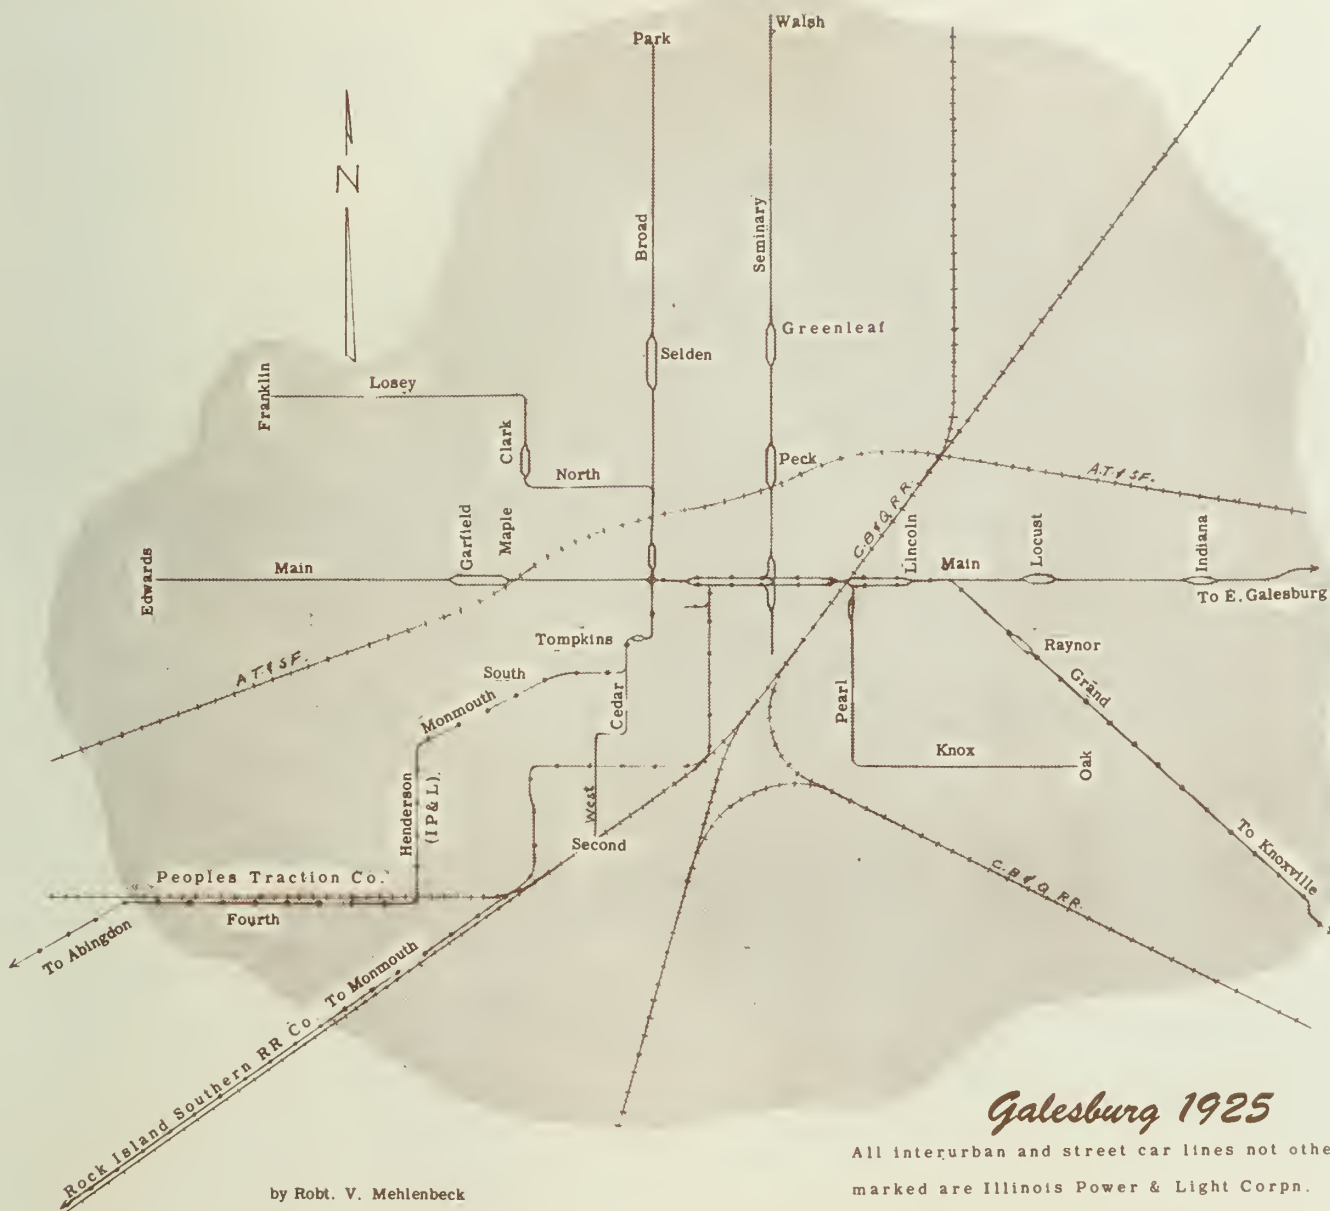 Park
Walsh
N
Broad
Seminary
Greenleaf
Selden
Franklin
Losey
Clark
North
Peck
A.T.&SF.
C.B&Q.R.R.
Garfield
Maple
Lincoln
Locust
Indiana
Edwards
Main
Main
To E. Galesburg
Tompkins
Raynor
South
Grand
A.T.&SF.
Monmouth
Cedar
Pearl
Knox
Oak
Henderson
(I P & L).
West
Second
To Knoxville
Peoples Traction Co.
C.B&Q.RR.
Fourth
To Abingdon
To Monmouth
Rock Island Southern RR Co.
Galesburg 1925
All interurban and street car lines not othe
marked are Illinois Power & Light Corpn.
by Robt. V. Mehlenbeck